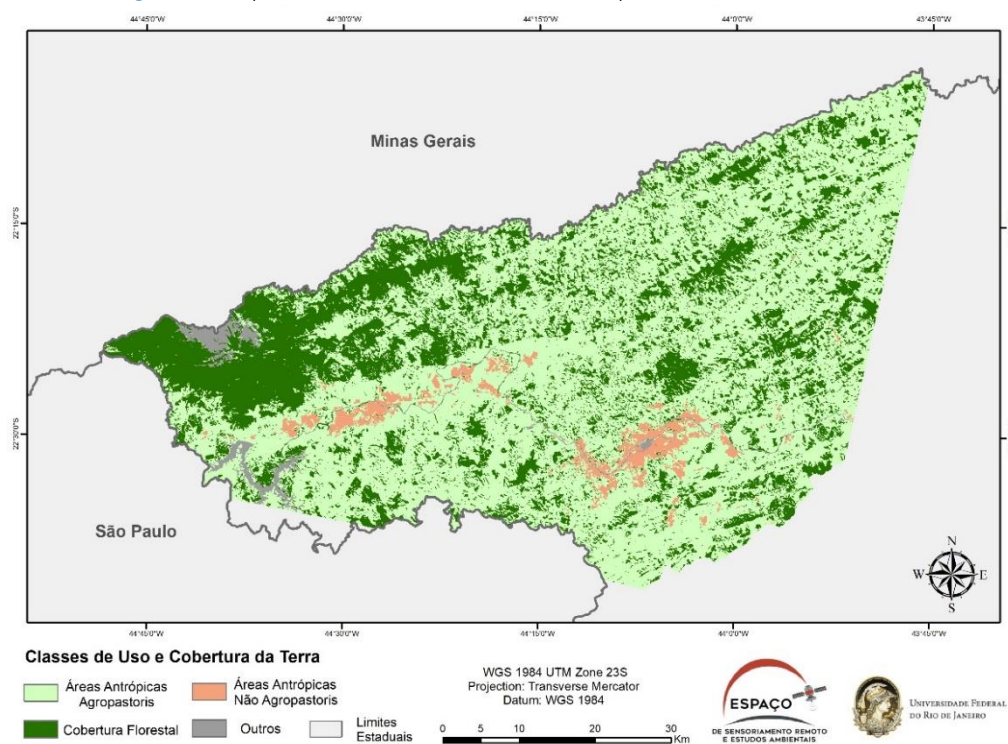 44°45'0"W 44°30'0"W 44°15'0"W 44°0'0"W 43°45'0"W
Minas Gerais
22°15'0"S
22°30'0"S
São Paulo
N
W E
S
44°45'0"W 44°30'0"W 44°15'0"W 44°0'0"W 43°45'0"W
Classes de Uso e Cobertura da Terra
Áreas Antrópicas
Agropastoris
Áreas Antrópicas
Não Agropastoris
Cobertura Florestal
Outros
Limites
Estaduais
WGS 1984 UTM Zone 23S
Projection: Transverse Mercator
Datum: WGS 1984
0 5 10 20 30
Km
ESPAÇO
DE SENSORIAMENTO REMOTO
E ESTUDOS AMBIENTAIS
UNIVERSIDADE FEDERAL
DO RIO DE JANEIRO